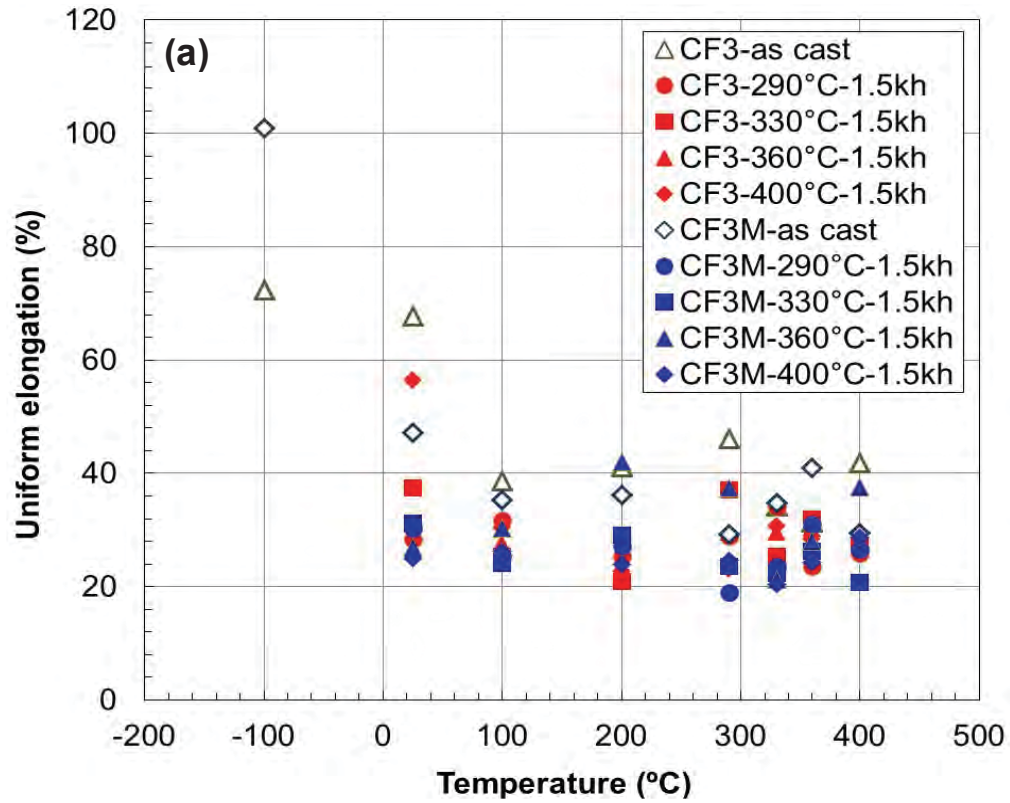 (a)
CF3-as cast
CF3-290°C-1.5kh
CF3-330°C-1.5kh
CF3-360°C-1.5kh
CF3-400°C-1.5kh
CF3M-as cast
CF3M-290°C-1.5kh
CF3M-330°C-1.5kh
CF3M-360°C-1.5kh
CF3M-400°C-1.5kh
Uniform elongation (%)
120
100
80
60
40
20
0
-200 -100 0 100 200 300 400 500
Temperature (ºC)